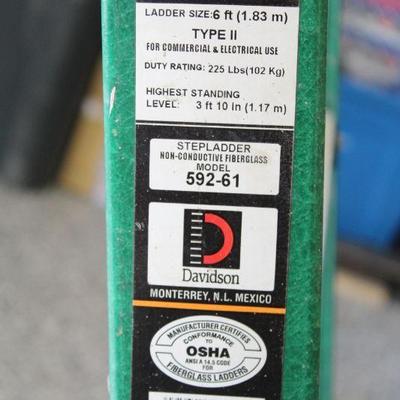 LADDER SIZE: 6 ft (1.83 m)
TYPE II
FOR COMMERCIAL & ELECTRICAL USE
DUTY RATING: 225 Lbs(102 Kg)
HIGHEST STANDING
LEVEL: 3 ft 10 in (1.17 m)
STEPLADDER
NON-CONDUCTIVE FIBERGLASS
MODEL
592-61
Davidson
MONTERREY, N.L. MEXICO
MANUFACTURER CERTIFIES
CONFORMANCE
TO
OSHA
ANSI A 14.5 CODE
FOR
FIBERGLASS LADDERS